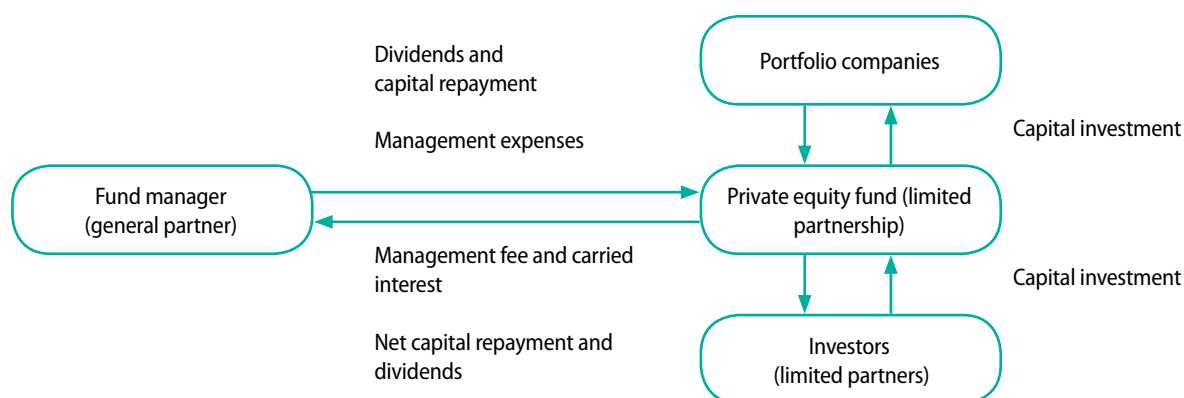 Dividends and
capital repayment
Portfolio companies
Capital investment
Management expenses
Fund manager
(general partner)
Private equity fund (limited
partnership)
Management fee and carried
interest
Capital investment
Net capital repayment and
dividends
Investors
(limited partners)